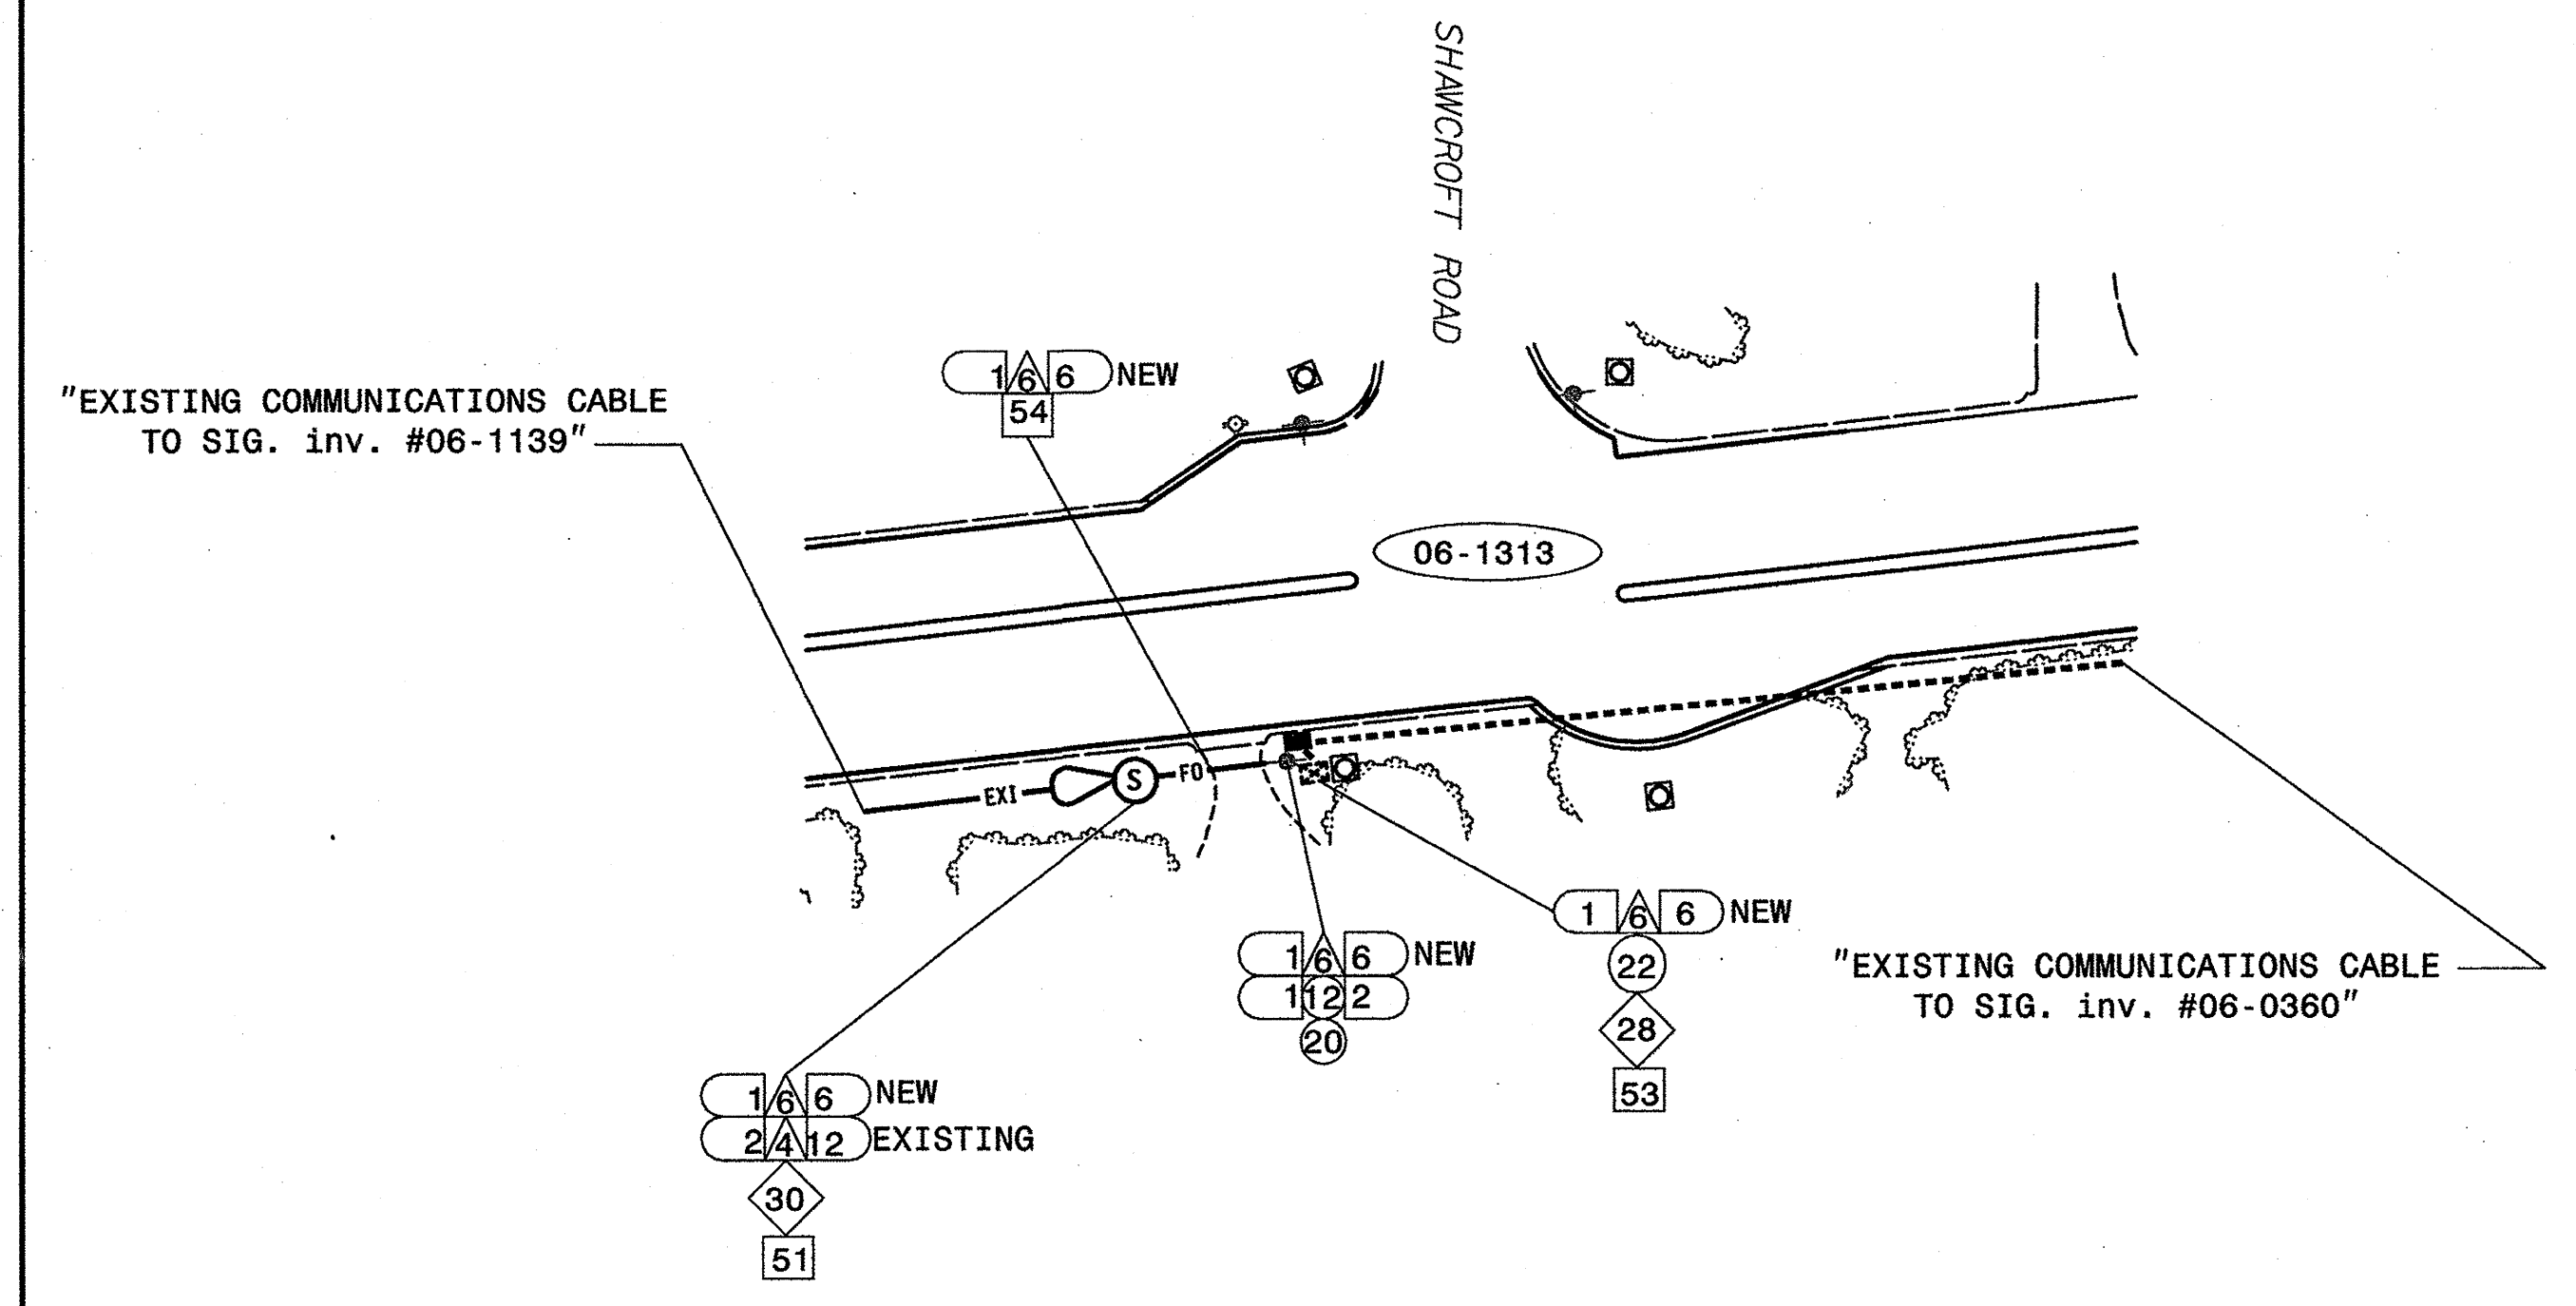 SHAWCROFT ROAD
1 6 6 NEW
54
"EXISTING COMMUNICATIONS CABLE
TO SIG. inv. #06-1139"
06-1313
EXI
S
FO
1 6 6 NEW
22
28
53
1 6 6 NEW
1 12 2
20
"EXISTING COMMUNICATIONS CABLE
TO SIG. inv. #06-0360"
1 6 6 NEW
2 4 12 EXISTING
30
51